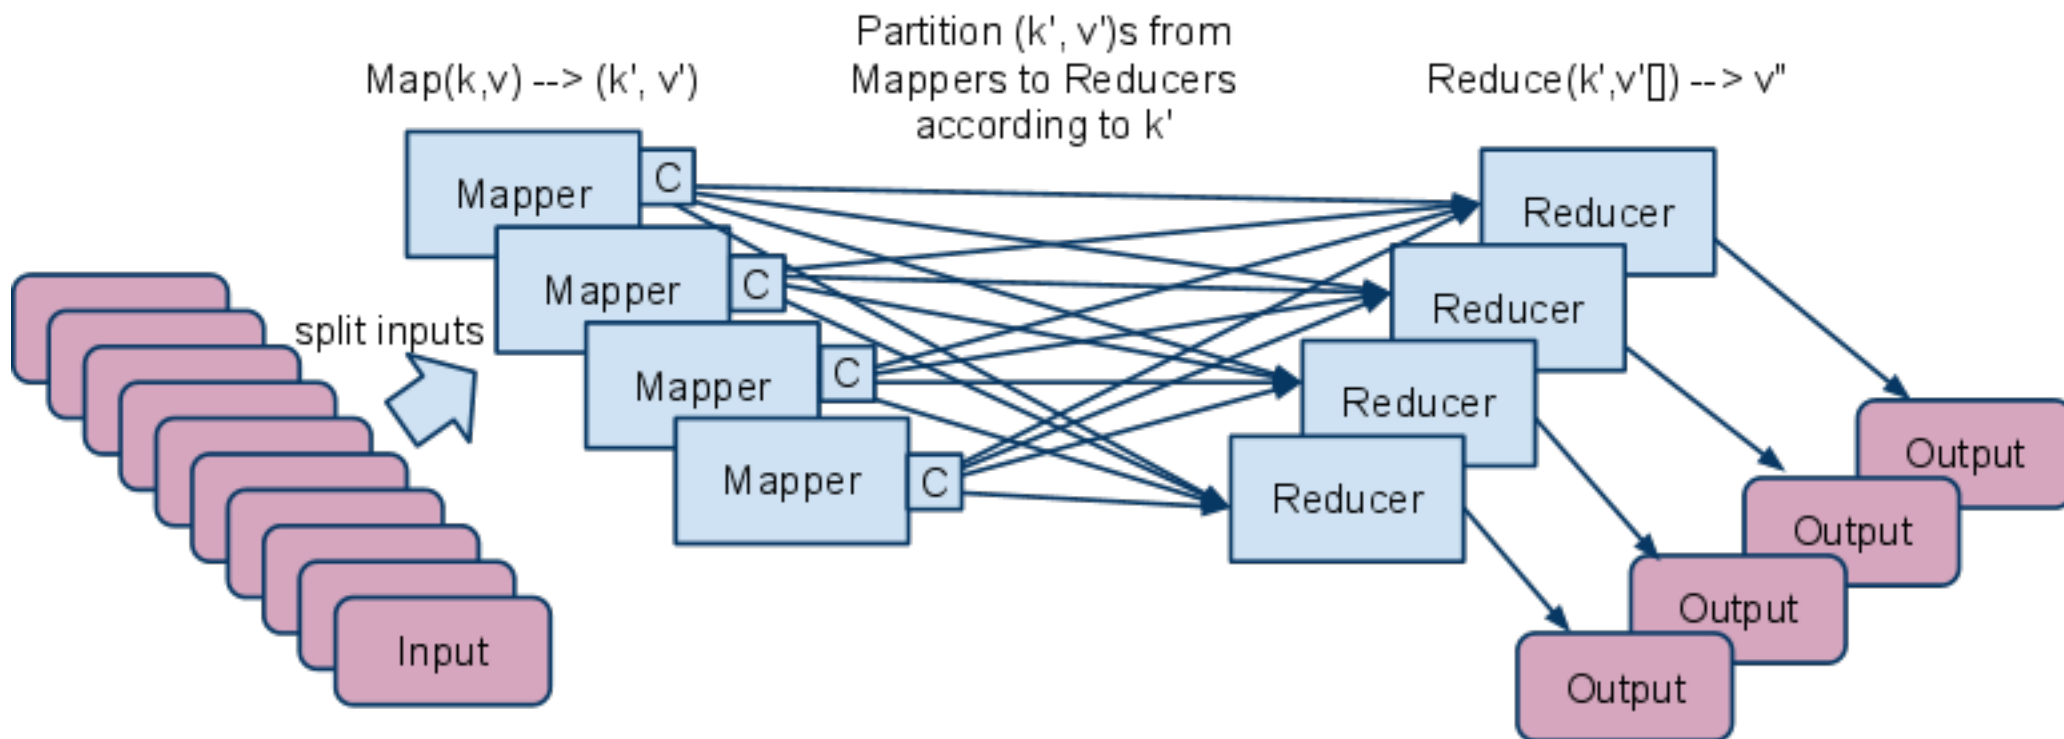 Partition (k', v')s from
Map(k,v) --> (k', v')
Mappers to Reducers
Reduce(k',v'[]) --> v"
according to k'
Mapper
C
Reducer
Mapper
C
Reducer
split inputs
Mapper
C
Reducer
Output
Mapper
C
Reducer
Output
Output
Input
Output